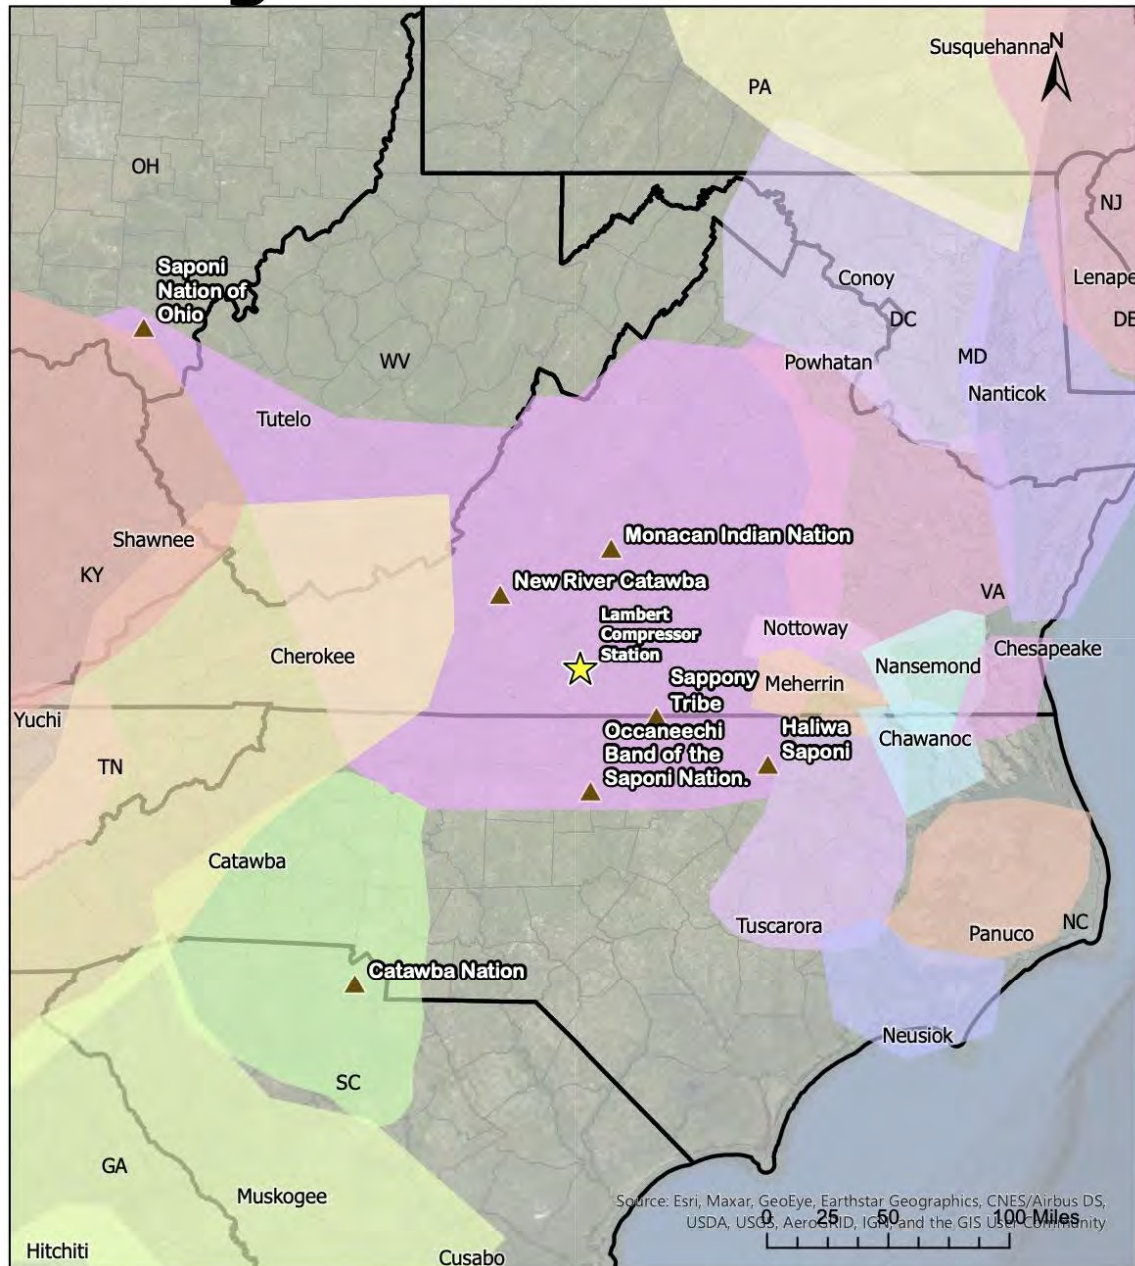 Susquehanna
N
PA
OH
NJ
Saponi
Nation of
Ohio
Conoy
Lenape
DC
DE
WV
Powhatan
MD
Nanticok
Tutelo
Shawnee
Monacan Indian Nation
KY
New River Catawba
VA
Lambert
Compressor
Station
Nottoway
Chesapeake
Cherokee
Nansemond
Sappony
Tribe
Meherrin
Yuchi
Occaneechi
Band of the
Saponi Nation.
Haliwa
Saponi
Chawanoc
TN
Catawba
Tuscarora
Panuco
NC
Catawba Nation
Neusiok
SC
GA
Muskogee
Source: Esri, Maxar, GeoEye, Earthstar Geographics, CNES/Airbus DS,
USDA, USGS, AeroGRID, IGN, and the GIS User Community
0 25 50 100 Miles
Hitchiti
Cusabo